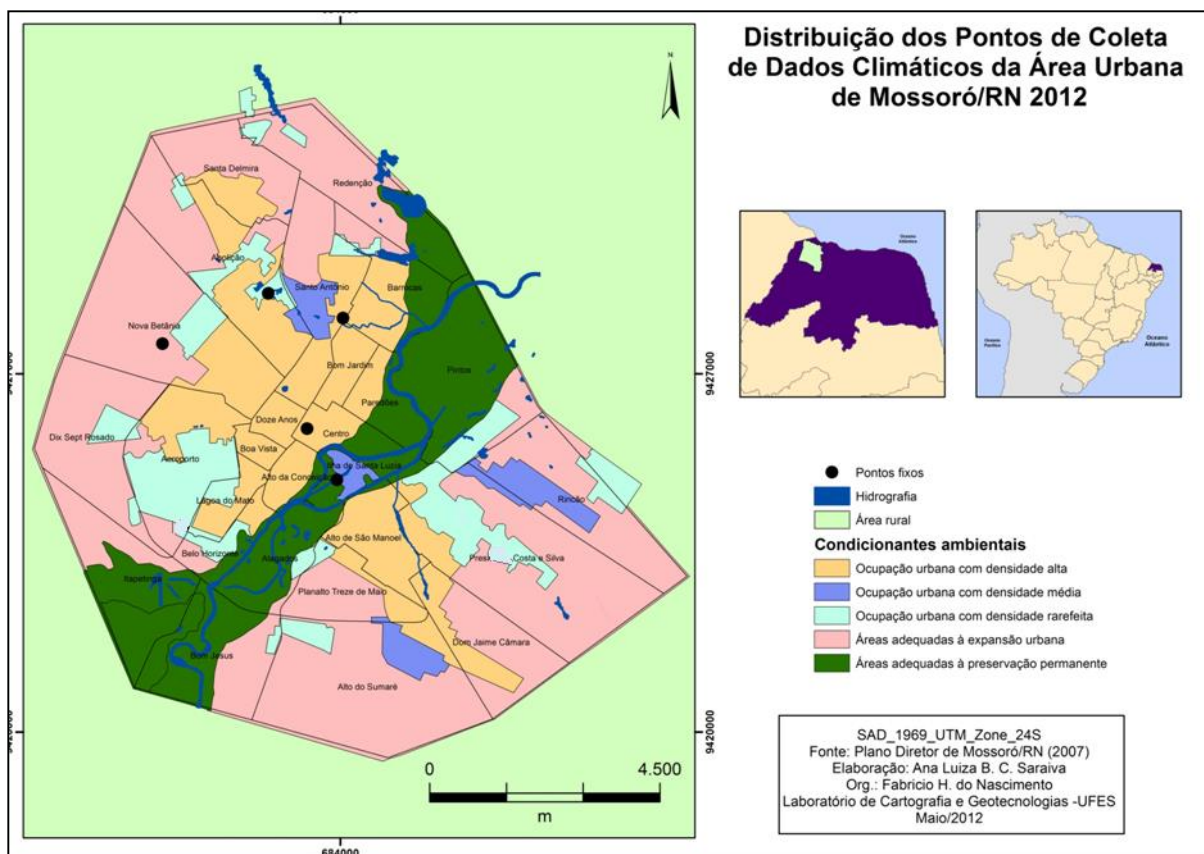 Distribuição dos Pontos de Coleta
de Dados Climáticos da Área Urbana
de Mossoró/RN 2012
N
Santa Delmira
Redenção
Abolição
Santo Antônio
Barrocas
Nova Betânia
Bom Jardim
Pintos
Paredões
Doze Anos
Centro
Dix Sept Rosado
Boa Vista
Aeroporto
Ilha de Santa Luzia
Alto da Conceição
Lagoa do Mato
Rincão
Alto de São Manoel
Belo Horizonte
Alagados
Costa e Silva
Itapetinga
Planalto Treze de Maio
Dom Jaime Câmara
Bom Jesus
Alto do Sumaré
9427000
9427000
9420000
684000
0
4.500
m
Oceano
Atlântico
Oceano
Pacífico
Oceano
Atlântico
Pontos fixos
Hidrografia
Área rural
Condicionantes ambientais
Ocupação urbana com densidade alta
Ocupação urbana com densidade média
Ocupação urbana com densidade rarefeita
Áreas adequadas à expansão urbana
Áreas adequadas à preservação permanente
SAD_1969_UTM_Zone_24S
Fonte: Plano Diretor de Mossoró/RN (2007)
Elaboração: Ana Luiza B. C. Saraiva
Org.: Fabricio H. do Nascimento
Laboratório de Cartografia e Geotecnologias -UFES
Maio/2012